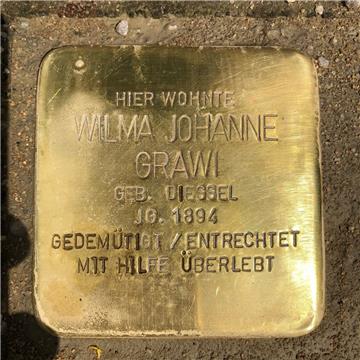 HIER WOHNTE
WILMA JOHANNE
GRAWI
GEB. DIESSEL
JG. 1894
GEDEMÜTIGT / ENTRECHTET
MIT HILFE ÜBERLEBT